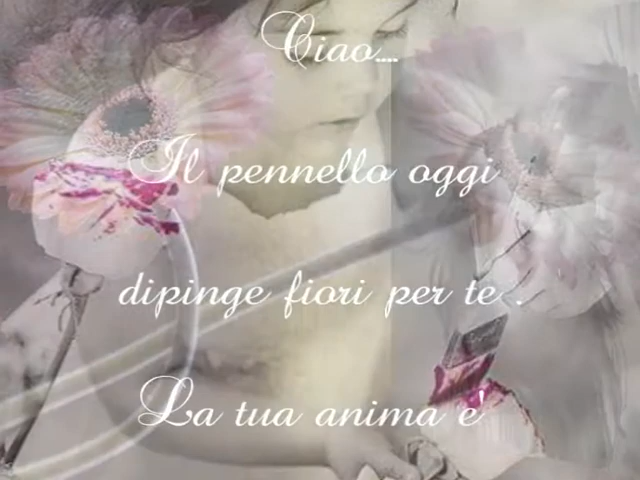 Ciao....
Il pennello oggi
dipinge fiori per te .
La tua anima e'